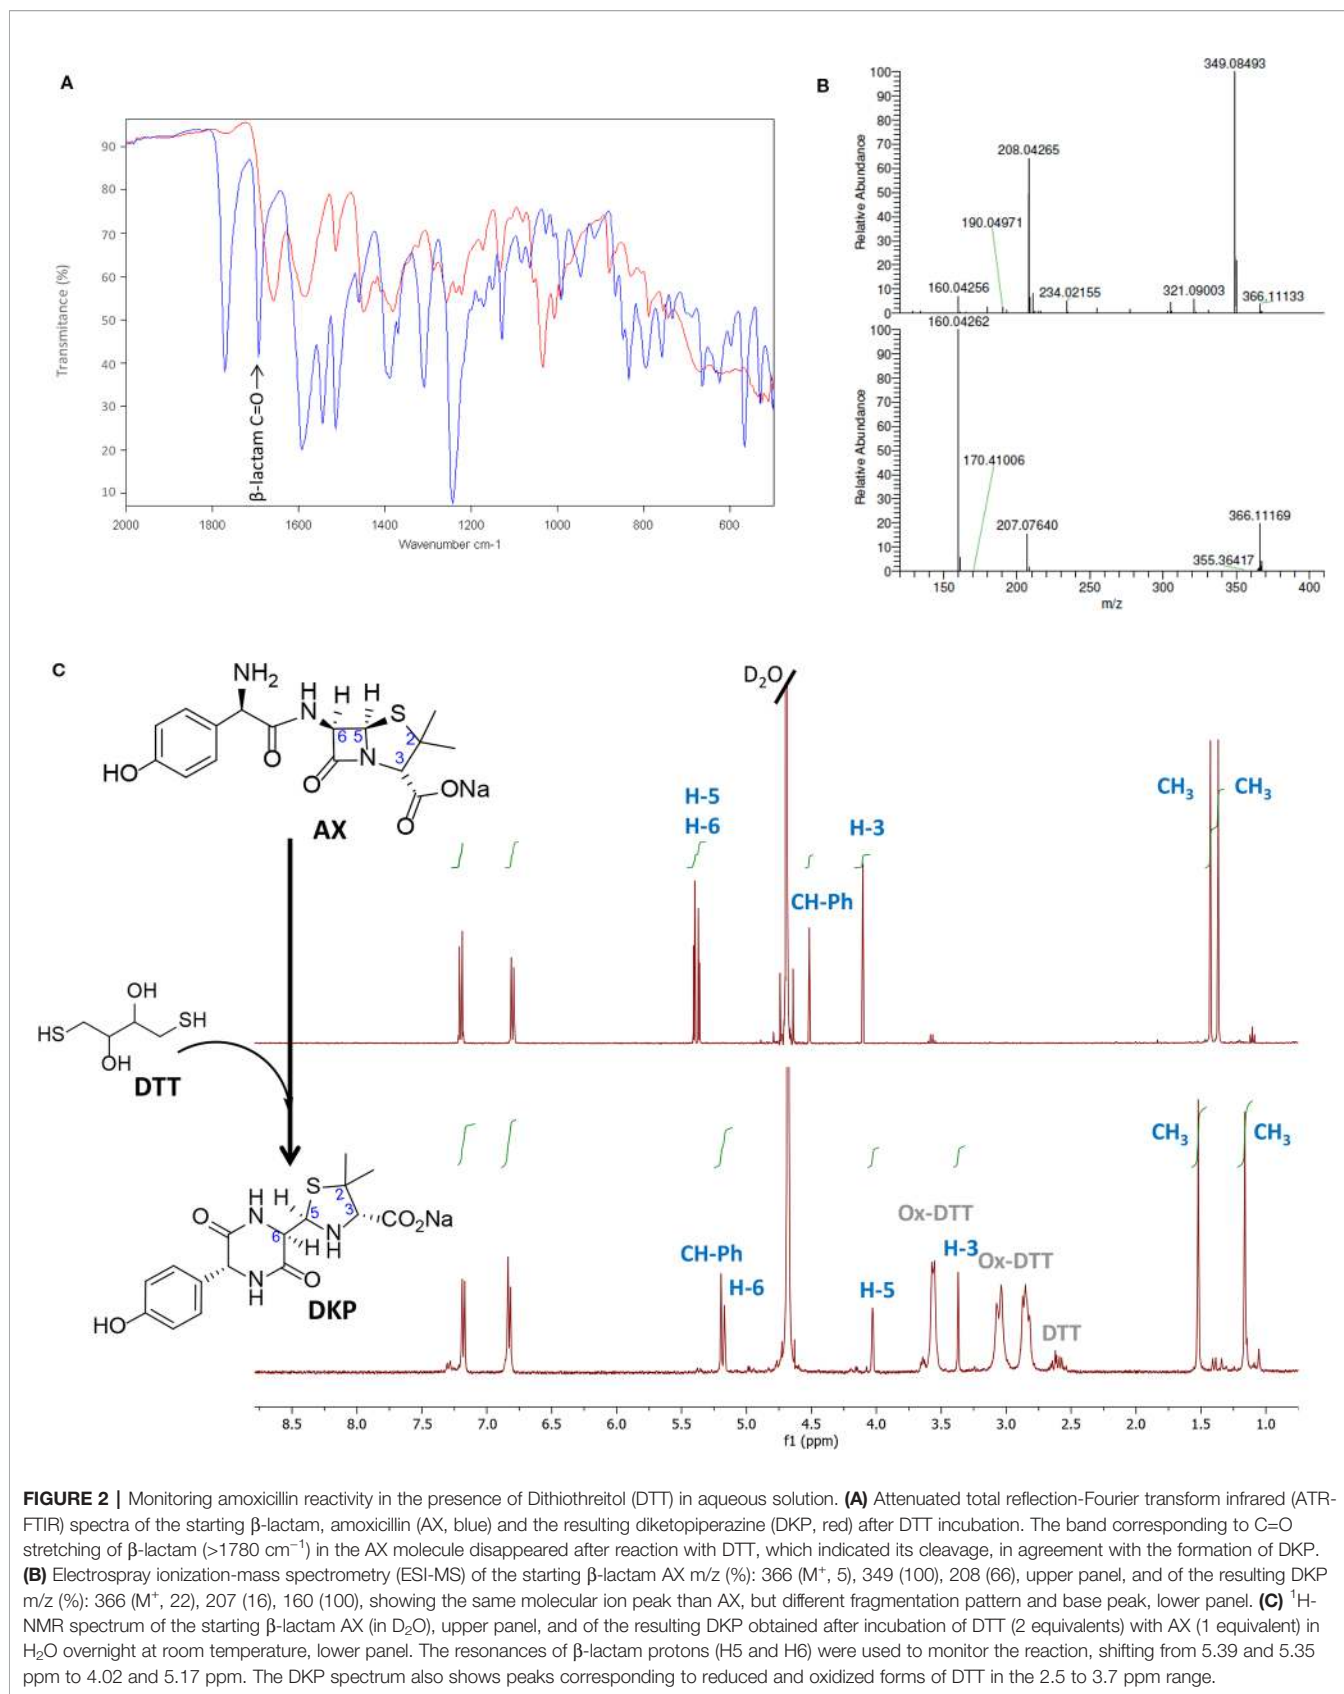 A
90
80
70
60
50
40
30
20
10
Transmitance (%)
β-lactam C=O
2000 1800 1600 1400 1200 1000 800 600
Wavenumber cm-1
B
100
90
80
70
60
50
40
30
20
10
0
Relative Abundance
349.08493
208.04265
190.04971
160.04256
234.02155
321.09003
366.11133
160.04262
100
90
80
70
60
50
40
30
20
10
0
Relative Abundance
170.41006
207.07640
366.11169
355.36417
150 200 250 300 350 400
m/z
C
NH2
H
N
H
H
S
6
5
2
3
N
O
O
HO
ONa
O
AX
D2O
H-5
H-6
CH-Ph
H-3
CH3
CH3
OH
HS
SH
OH
DTT
S
2
H
N
H
5
3
O
6
H
N
H
CO2Na
N
H
O
HO
DKP
CH-Ph
H-6
H-5
Ox-DTT
H-3
Ox-DTT
DTT
CH3
CH3
8.5 8.0 7.5 7.0 6.5 6.0 5.5 5.0 4.5 4.0 3.5 3.0 2.5 2.0 1.5 1.0
f1 (ppm)
FIGURE 2 | Monitoring amoxicillin reactivity in the presence of Dithiothreitol (DTT) in aqueous solution. (A) Attenuated total reflection-Fourier transform infrared (ATR-
FTIR) spectra of the starting β-lactam, amoxicillin (AX, blue) and the resulting diketopiperazine (DKP, red) after DTT incubation. The band corresponding to C=O
stretching of β-lactam (>1780 cm−1) in the AX molecule disappeared after reaction with DTT, which indicated its cleavage, in agreement with the formation of DKP.
(B) Electrospray ionization-mass spectrometry (ESI-MS) of the starting β-lactam AX m/z (%): 366 (M+, 5), 349 (100), 208 (66), upper panel, and of the resulting DKP
m/z (%): 366 (M+, 22), 207 (16), 160 (100), showing the same molecular ion peak than AX, but different fragmentation pattern and base peak, lower panel. (C) 1H-
NMR spectrum of the starting β-lactam AX (in D2O), upper panel, and of the resulting DKP obtained after incubation of DTT (2 equivalents) with AX (1 equivalent) in
H2O overnight at room temperature, lower panel. The resonances of β-lactam protons (H5 and H6) were used to monitor the reaction, shifting from 5.39 and 5.35
ppm to 4.02 and 5.17 ppm. The DKP spectrum also shows peaks corresponding to reduced and oxidized forms of DTT in the 2.5 to 3.7 ppm range.